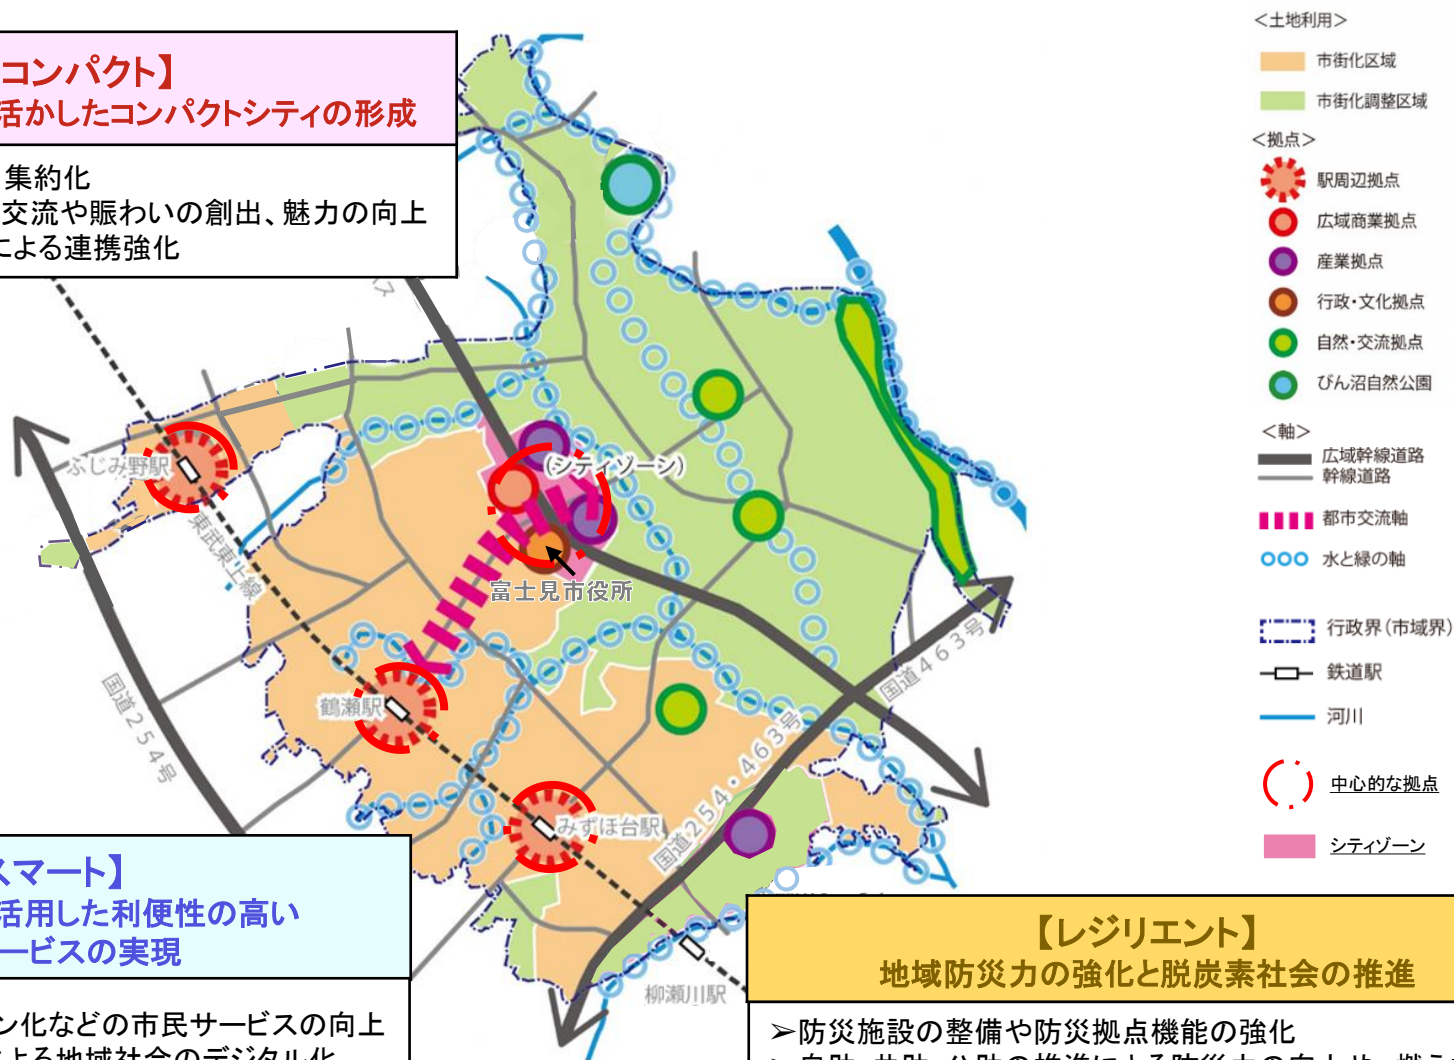 コンパクト】
活かしたコンパクトシティの形成
集約化
交流や賑わいの創出、魅力の向上
による連携強化
ふじみ野駅
東武東上線
(シティゾーン)
富士見市役所
鶴瀬駅
国道254号
みずほ台駅
国道254・463号
国道463号
柳瀬川駅
スマート】
活用した利便性の高い
ービスの実現
ン化などの市民サービスの向上
よる地域社会のデジタル化
【レジリエント】
地域防災力の強化と脱炭素社会の推進
➢防災施設の整備や防災拠点機能の強化
<土地利用>
市街化区域
市街化調整区域
<拠点>
駅周辺拠点
広域商業拠点
産業拠点
行政・文化拠点
自然・交流拠点
びん沼自然公園
<軸>
広域幹線道路
幹線道路
都市交流軸
水と緑の軸
行政界(市域界)
鉄道駅
河川
中心的な拠点
シティゾーン